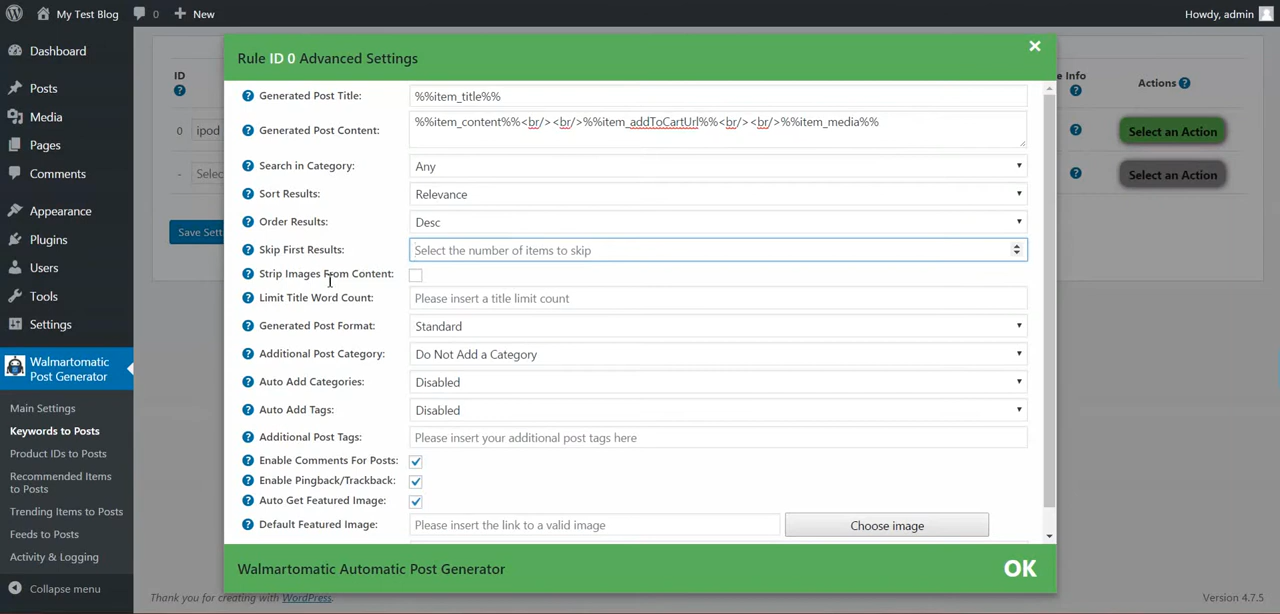 My Test Blog
0
New
Howdy, admin
Dashboard
Posts
Media
Pages
Comments
Appearance
Plugins
Users
Tools
Settings
Walmartomatic
Post Generator
Main Settings
Keywords to Posts
Product IDs to Posts
Recommended Items
to Posts
Trending Items to Posts
Feeds to Posts
Activity & Logging
Collapse menu
ID
?
0
ipod
-
Selec
Save Sett
Rule ID 0 Advanced Settings
×
? Generated Post Title:
%%item_title%%
? Generated Post Content:
%%item_content%%<br/><br/>%%item_addToCartUrl%%<br/><br/>%%item_media%%
? Search in Category:
Any
? Sort Results:
Relevance
? Order Results:
Desc
? Skip First Results:
Select the number of items to skip
? Strip Images From Content:
? Limit Title Word Count:
Please insert a title limit count
? Generated Post Format:
Standard
? Additional Post Category:
Do Not Add a Category
? Auto Add Categories:
Disabled
? Auto Add Tags:
Disabled
? Additional Post Tags:
Please insert your additional post tags here
? Enable Comments For Posts:
? Enable Pingback/Trackback:
? Auto Get Featured Image:
? Default Featured Image:
Please insert the link to a valid image
Choose image
Walmartomatic Automatic Post Generator
OK
e Info
?
Actions ?
?
Select an Action
?
Select an Action
Thank you for creating with WordPress.
Version 4.7.5